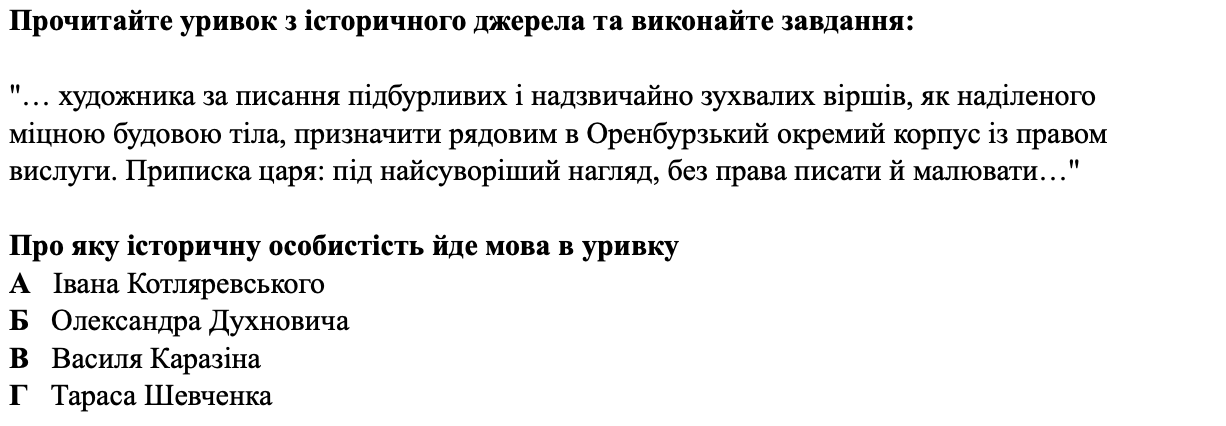 Прочитайте уривок з історичного джерела та виконайте завдання:
"… художника за писання підбурливих і надзвичайно зухвалих віршів, як наділеного
міцною будовою тіла, призначити рядовим в Оренбурзький окремий корпус із правом
вислуги. Приписка царя: під найсуворіший нагляд, без права писати й малювати…"
Про яку історичну особистість йде мова в уривку
А Івана Котляревського
Б Олександра Духновича
В Василя Каразіна
Г Тараса Шевченка